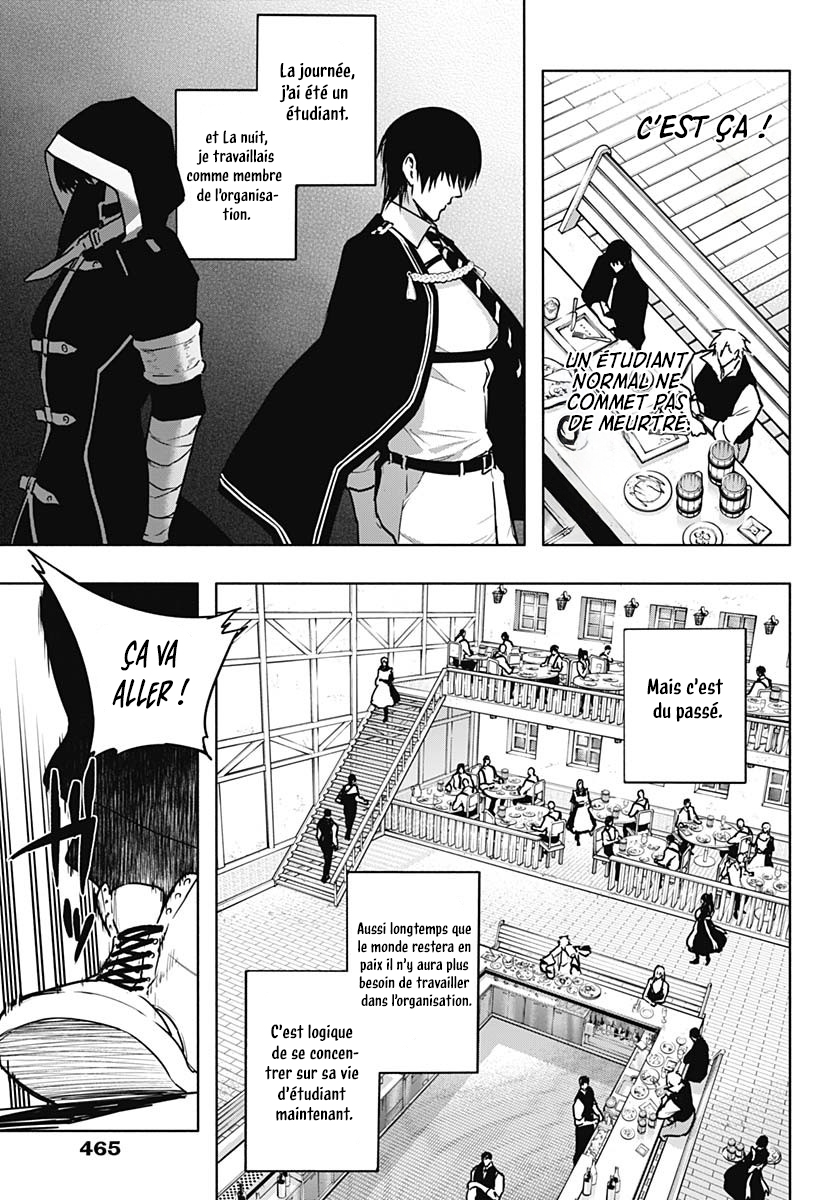 C'EST ÇA !
UN ÉTUDIANT
NORMAL NE
COMMET PAS
DE MEURTRE.
La journée,
j'ai été un
étudiant.
et La nuit,
je travaillais
comme membre
de l'organisa-
tion.
Mais c'est
du passé.
Aussi longtemps que
le monde restera en
paix il n'y aura plus
besoin de travailler
dans l'organisation.
C'est logique
de se concen-
trer sur sa vie
d'étudiant
maintenant.
ÇA VA
ALLER !
465